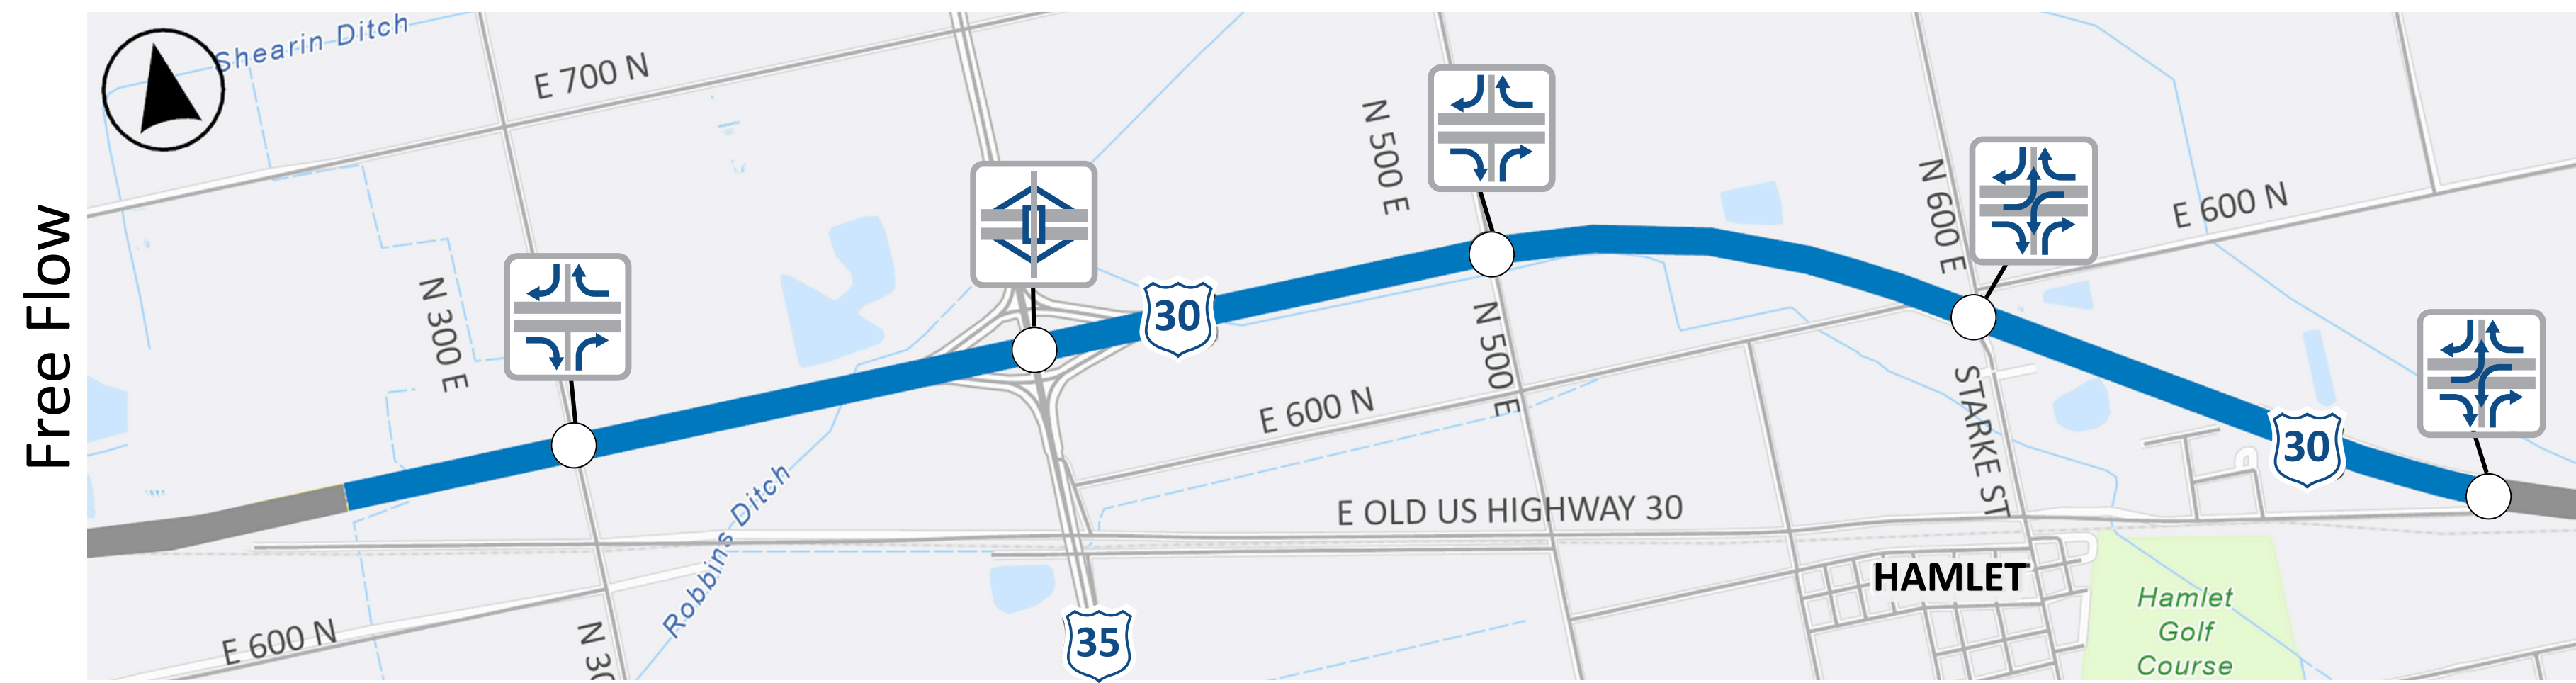 Free Flow
Shearin Ditch
E 700 N
N 300 E
N 500 E
N 600 E
E 600 N
30
N 500 E
E 600 N
STARKE ST
30
Robbins Ditch
E OLD US HIGHWAY 30
HAMLET
E 600 N
N 30
35
Hamlet
Golf
Course